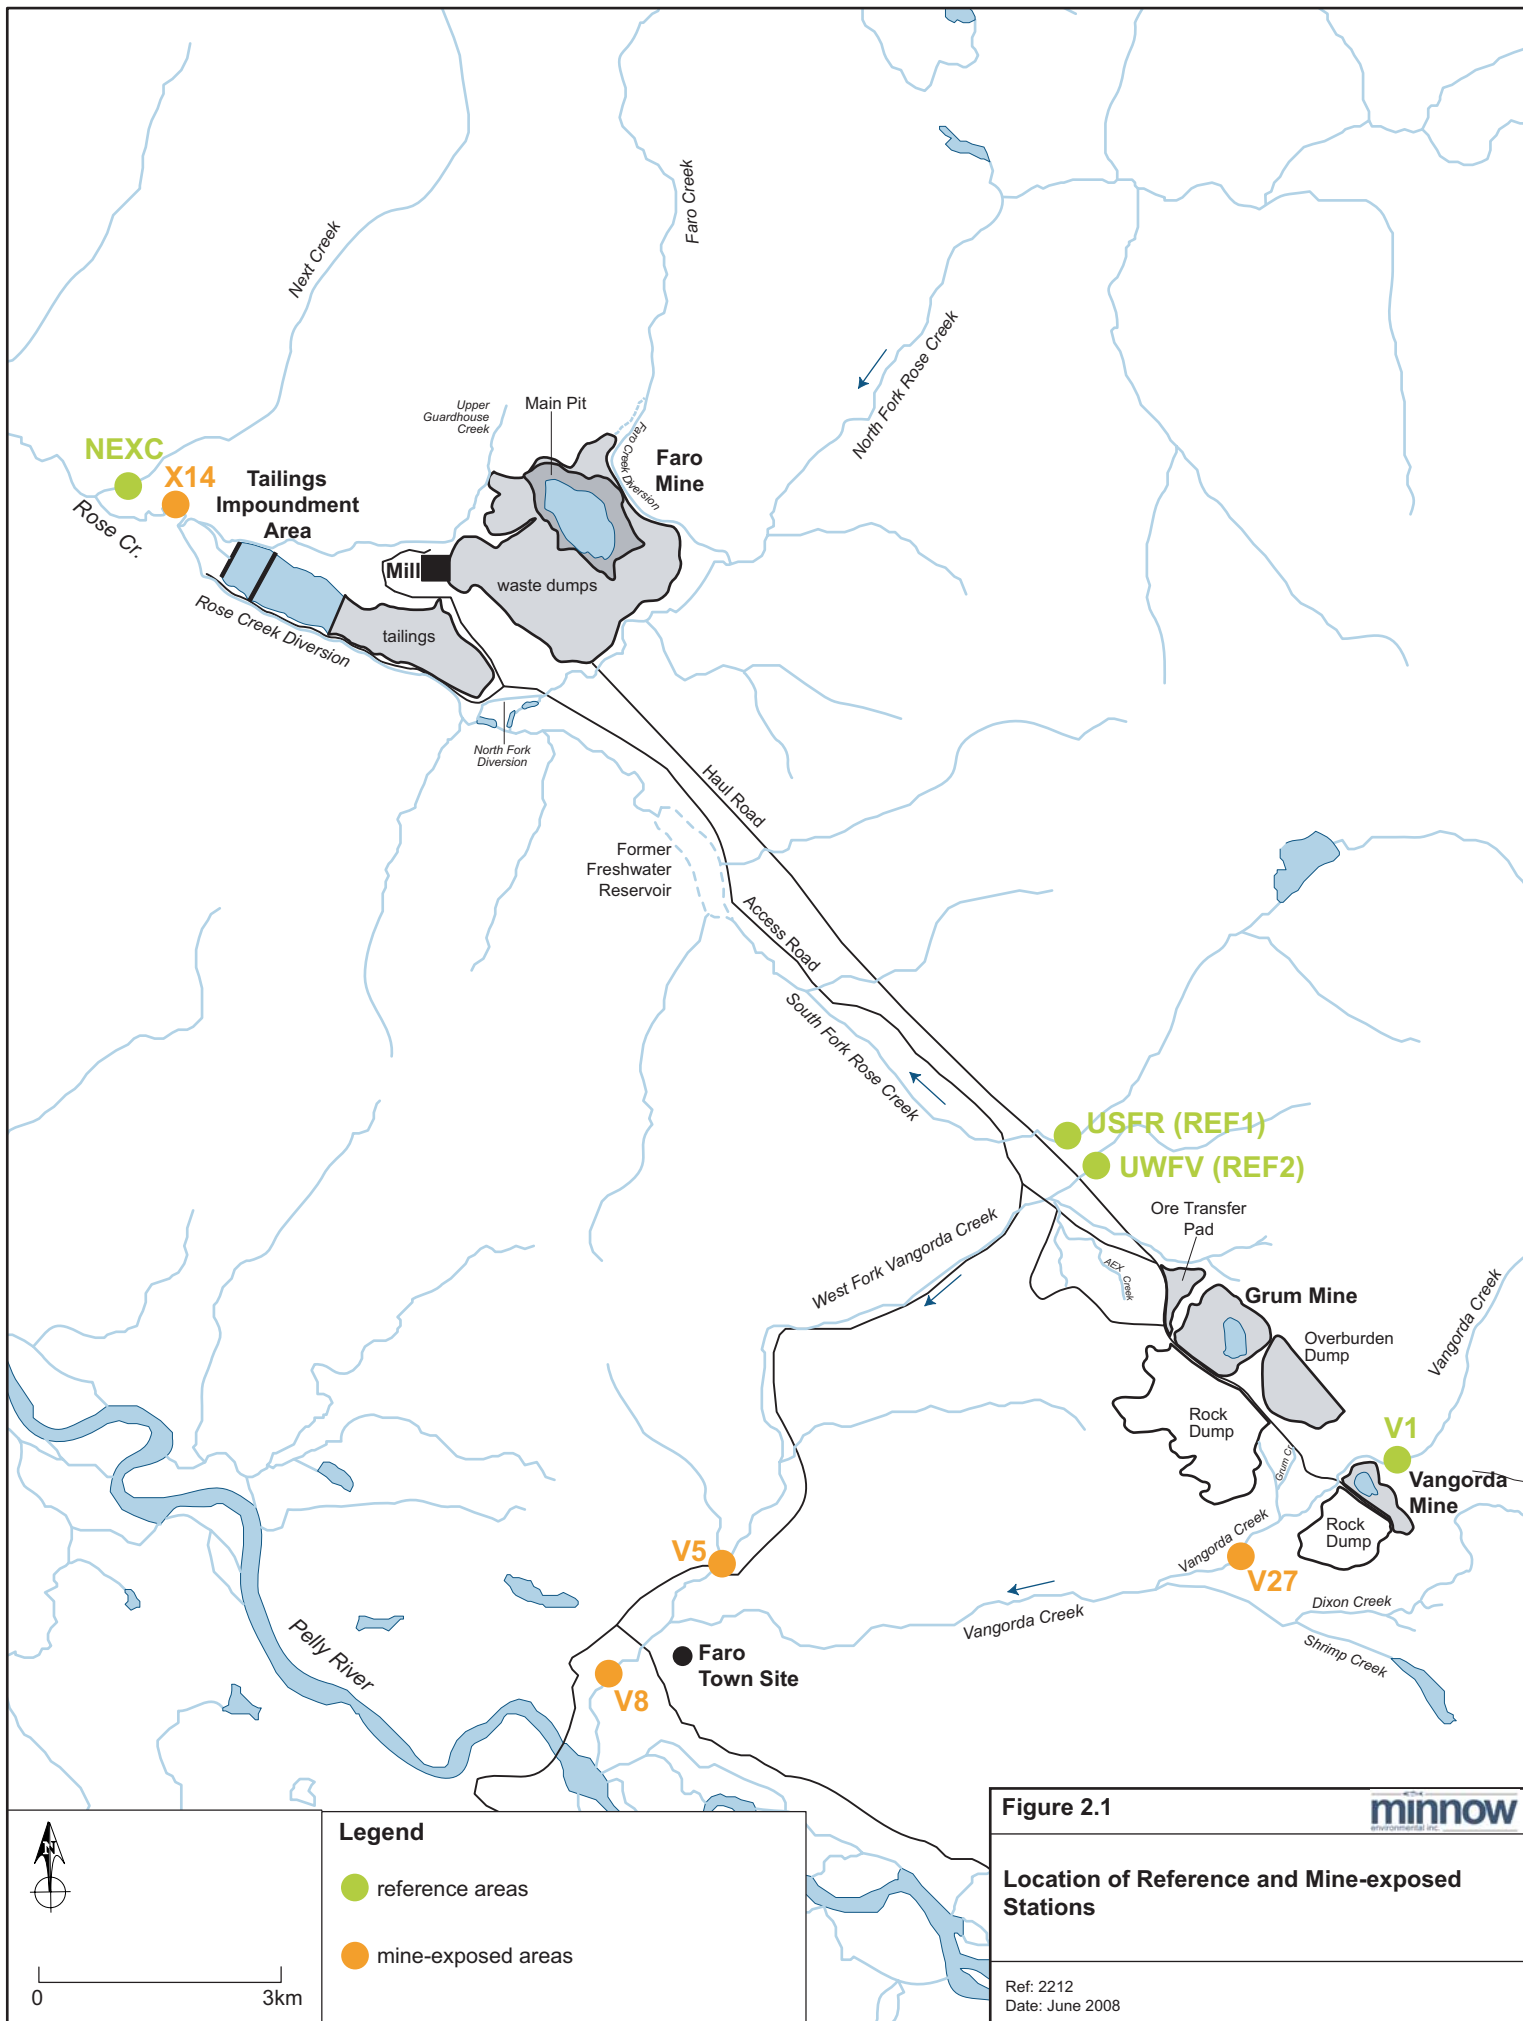 Faro Creek
Next Creek
North Fork Rose Creek
Upper
Guardhouse
Creek
Main Pit
Faro Creek Diversion
Faro
Mine
NEXC
X14
Tailings
Impoundment
Area
Rose Cr.
Mill
waste dumps
Rose Creek Diversion
tailings
North Fork
Diversion
Haul Road
Former
Freshwater
Reservoir
Access Road
South Fork Rose Creek
USFR (REF1)
UWFV (REF2)
Ore Transfer
Pad
West Fork Vangorda Creek
AEX Creek
Grum Mine
Vangorda Creek
Overburden
Dump
Rock
Dump
V1
Grum Cr.
Vangorda
Mine
Rock
Dump
Vangorda Creek
V5
V27
Dixon Creek
Vangorda Creek
Shrimp Creek
Pelly River
Faro
Town Site
V8
N
0
3km
Legend
reference areas
mine-exposed areas
Figure 2.1
minnow
environmental inc.
Location of Reference and Mine-exposed
Stations
Ref: 2212
Date: June 2008